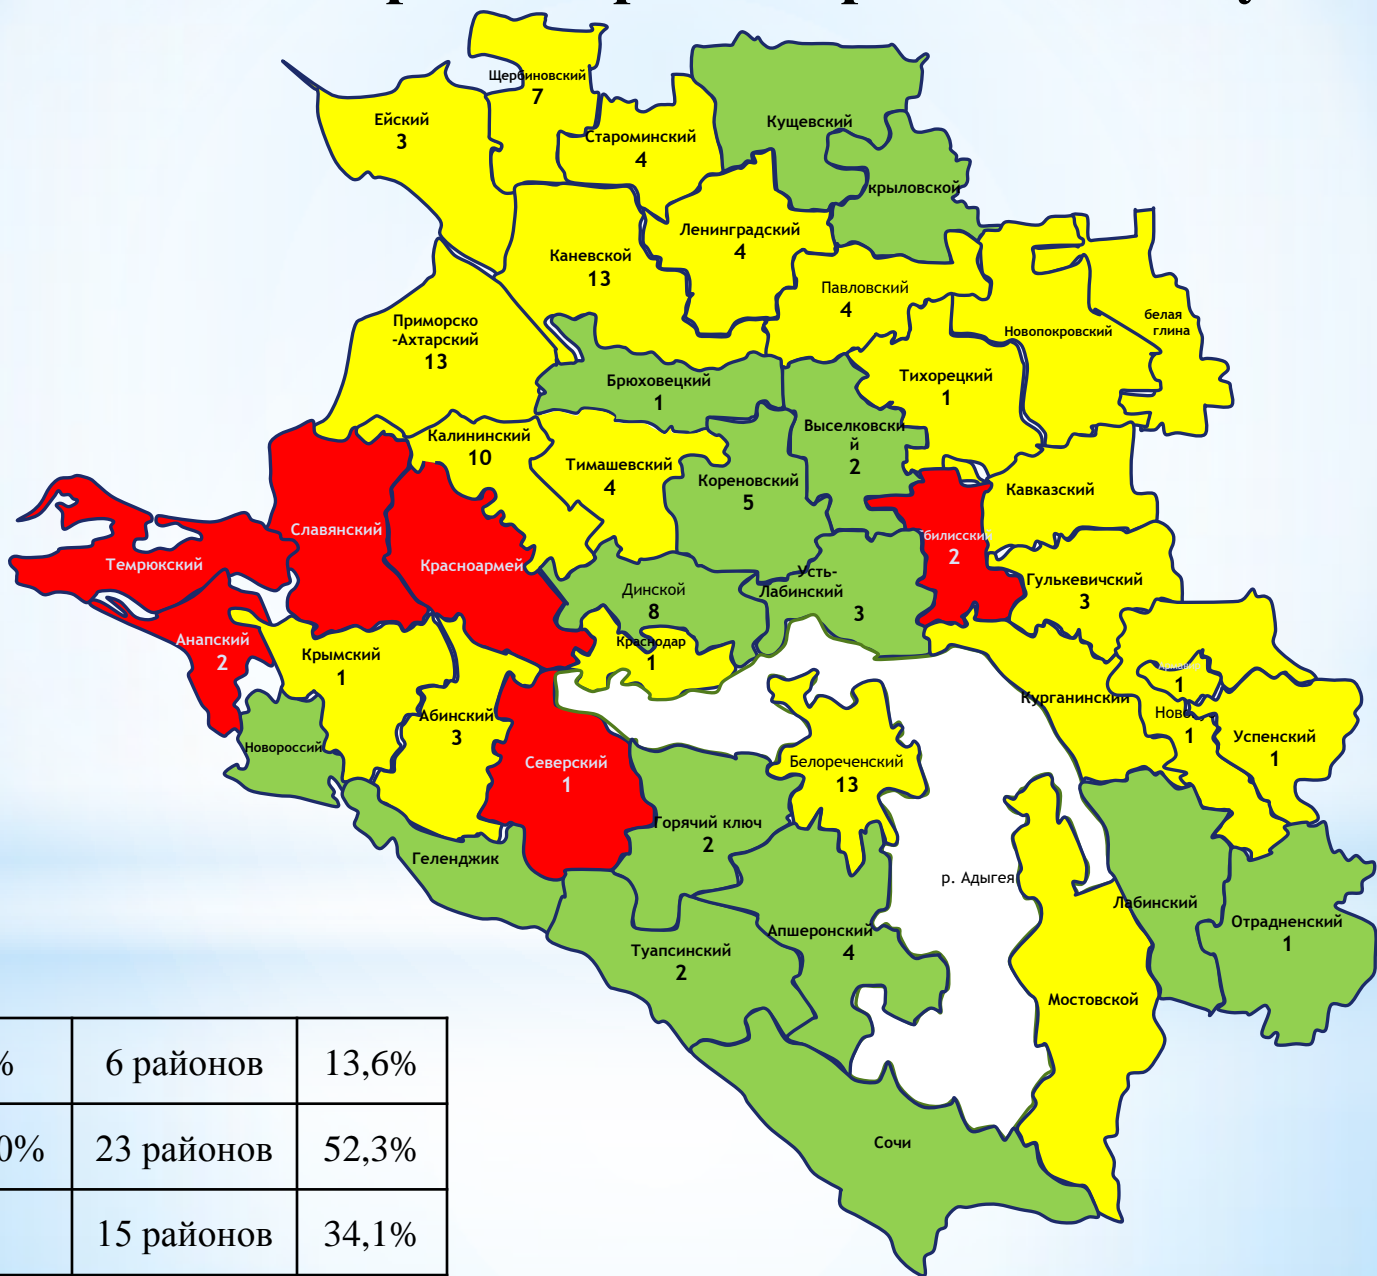 Щербиновский
7
Ейский
3
Староминский
4
Кущевский
крыловской
Ленинградский
4
Каневской
13
Павловский
4
белая
глина
Новопокровский
Приморско
-Ахтарский
13
Тихорецкий
1
Брюховецкий
1
Выселковски
й
2
Калининский
10
Тимашевский
4
Кореновский
5
Кавказский
Славянский
Темрюкский
Красноармей
билисский
2
Гулькевичский
3
Динской
8
Усть-
Лабинский
3
Анапский
2
Крымский
1
Краснодар
1
1
Курганинский
Ново
1
Успенский
1
Абинский
3
Новороссий
Северский
1
Белореченский
13
Горячий ключ
2
Геленджик
р. Адыгея
Лабинский
Отрадненский
1
Апшеронский
4
Туапсинский
2
Мостовской
Сочи
% 6 районов 13,6%
0% 23 районов 52,3%
15 районов 34,1%